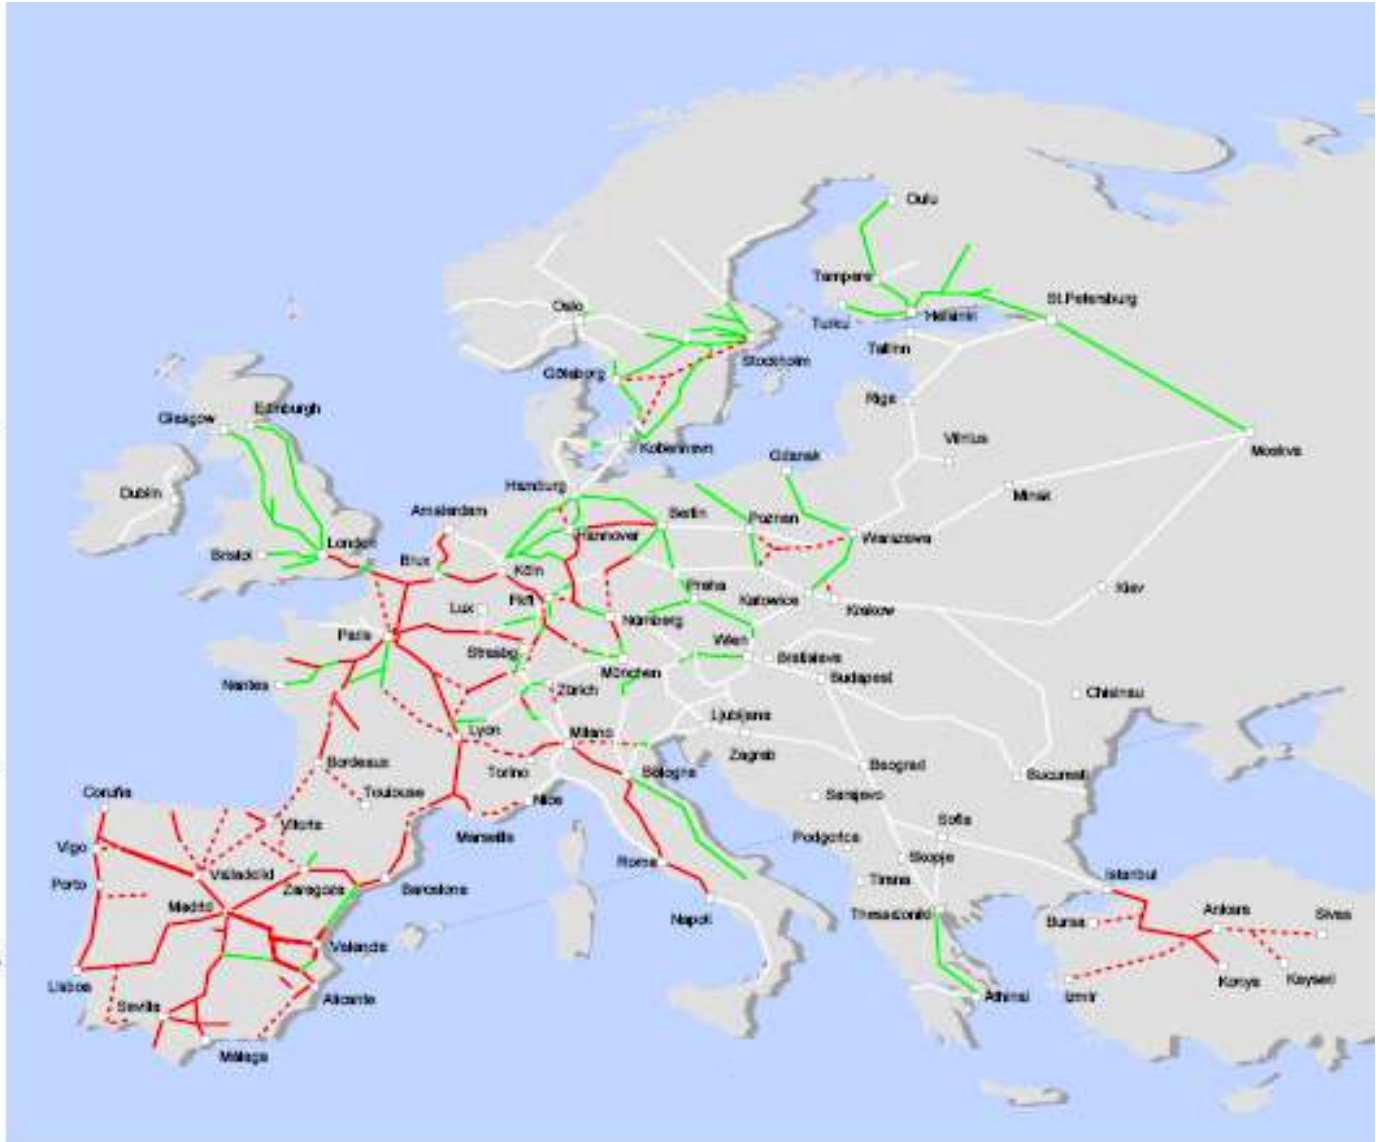 Oulu
Tampere
St.Petersburg
Oslo
Turku
Helsinki
Tallinn
Stockholm
Göteborg
Riga
Edinburgh
Glasgow
Vilnius
Kobenhavn
Moskva
Gdansk
Dublin
Hamburg
Minsk
Amsterdam
Berlin
Poznan
Hannover
Warszawa
London
Bristol
Brux
Köln
Preha
Kiev
Katowice
Krakow
Lux
Nürnberg
Paris
Wien
Strasbg
Bratislava
München
Budapest
Nantes
Zürich
Chisinau
Ljubljana
Lyon
Milano
Zagreb
Bordeaux
Torino
Bologna
Beograd
Bucuresti
Coruña
Toulouse
Nice
Sarajevo
Vitoria
Marseille
Podgorica
Sofia
Vigo
Roma
Skopje
Valladolid
Istanbul
Porto
Zaragoza
Barcelona
Tirana
Madrid
Napoli
Thessaloniki
Bursa
Ankara
Sivas
Valencia
Lisboa
Konya
Kayseri
Sevilla
Alicante
Athinai
Izmir
Málaga